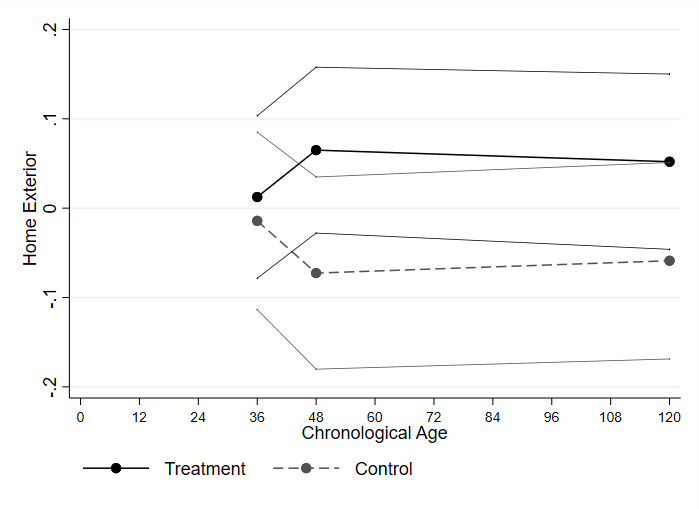 .2
.1
0
-.1
-.2
Home Exterior
0 12 24 36 48 60 72 84 96 108 120
Chronological Age
Treatment Control